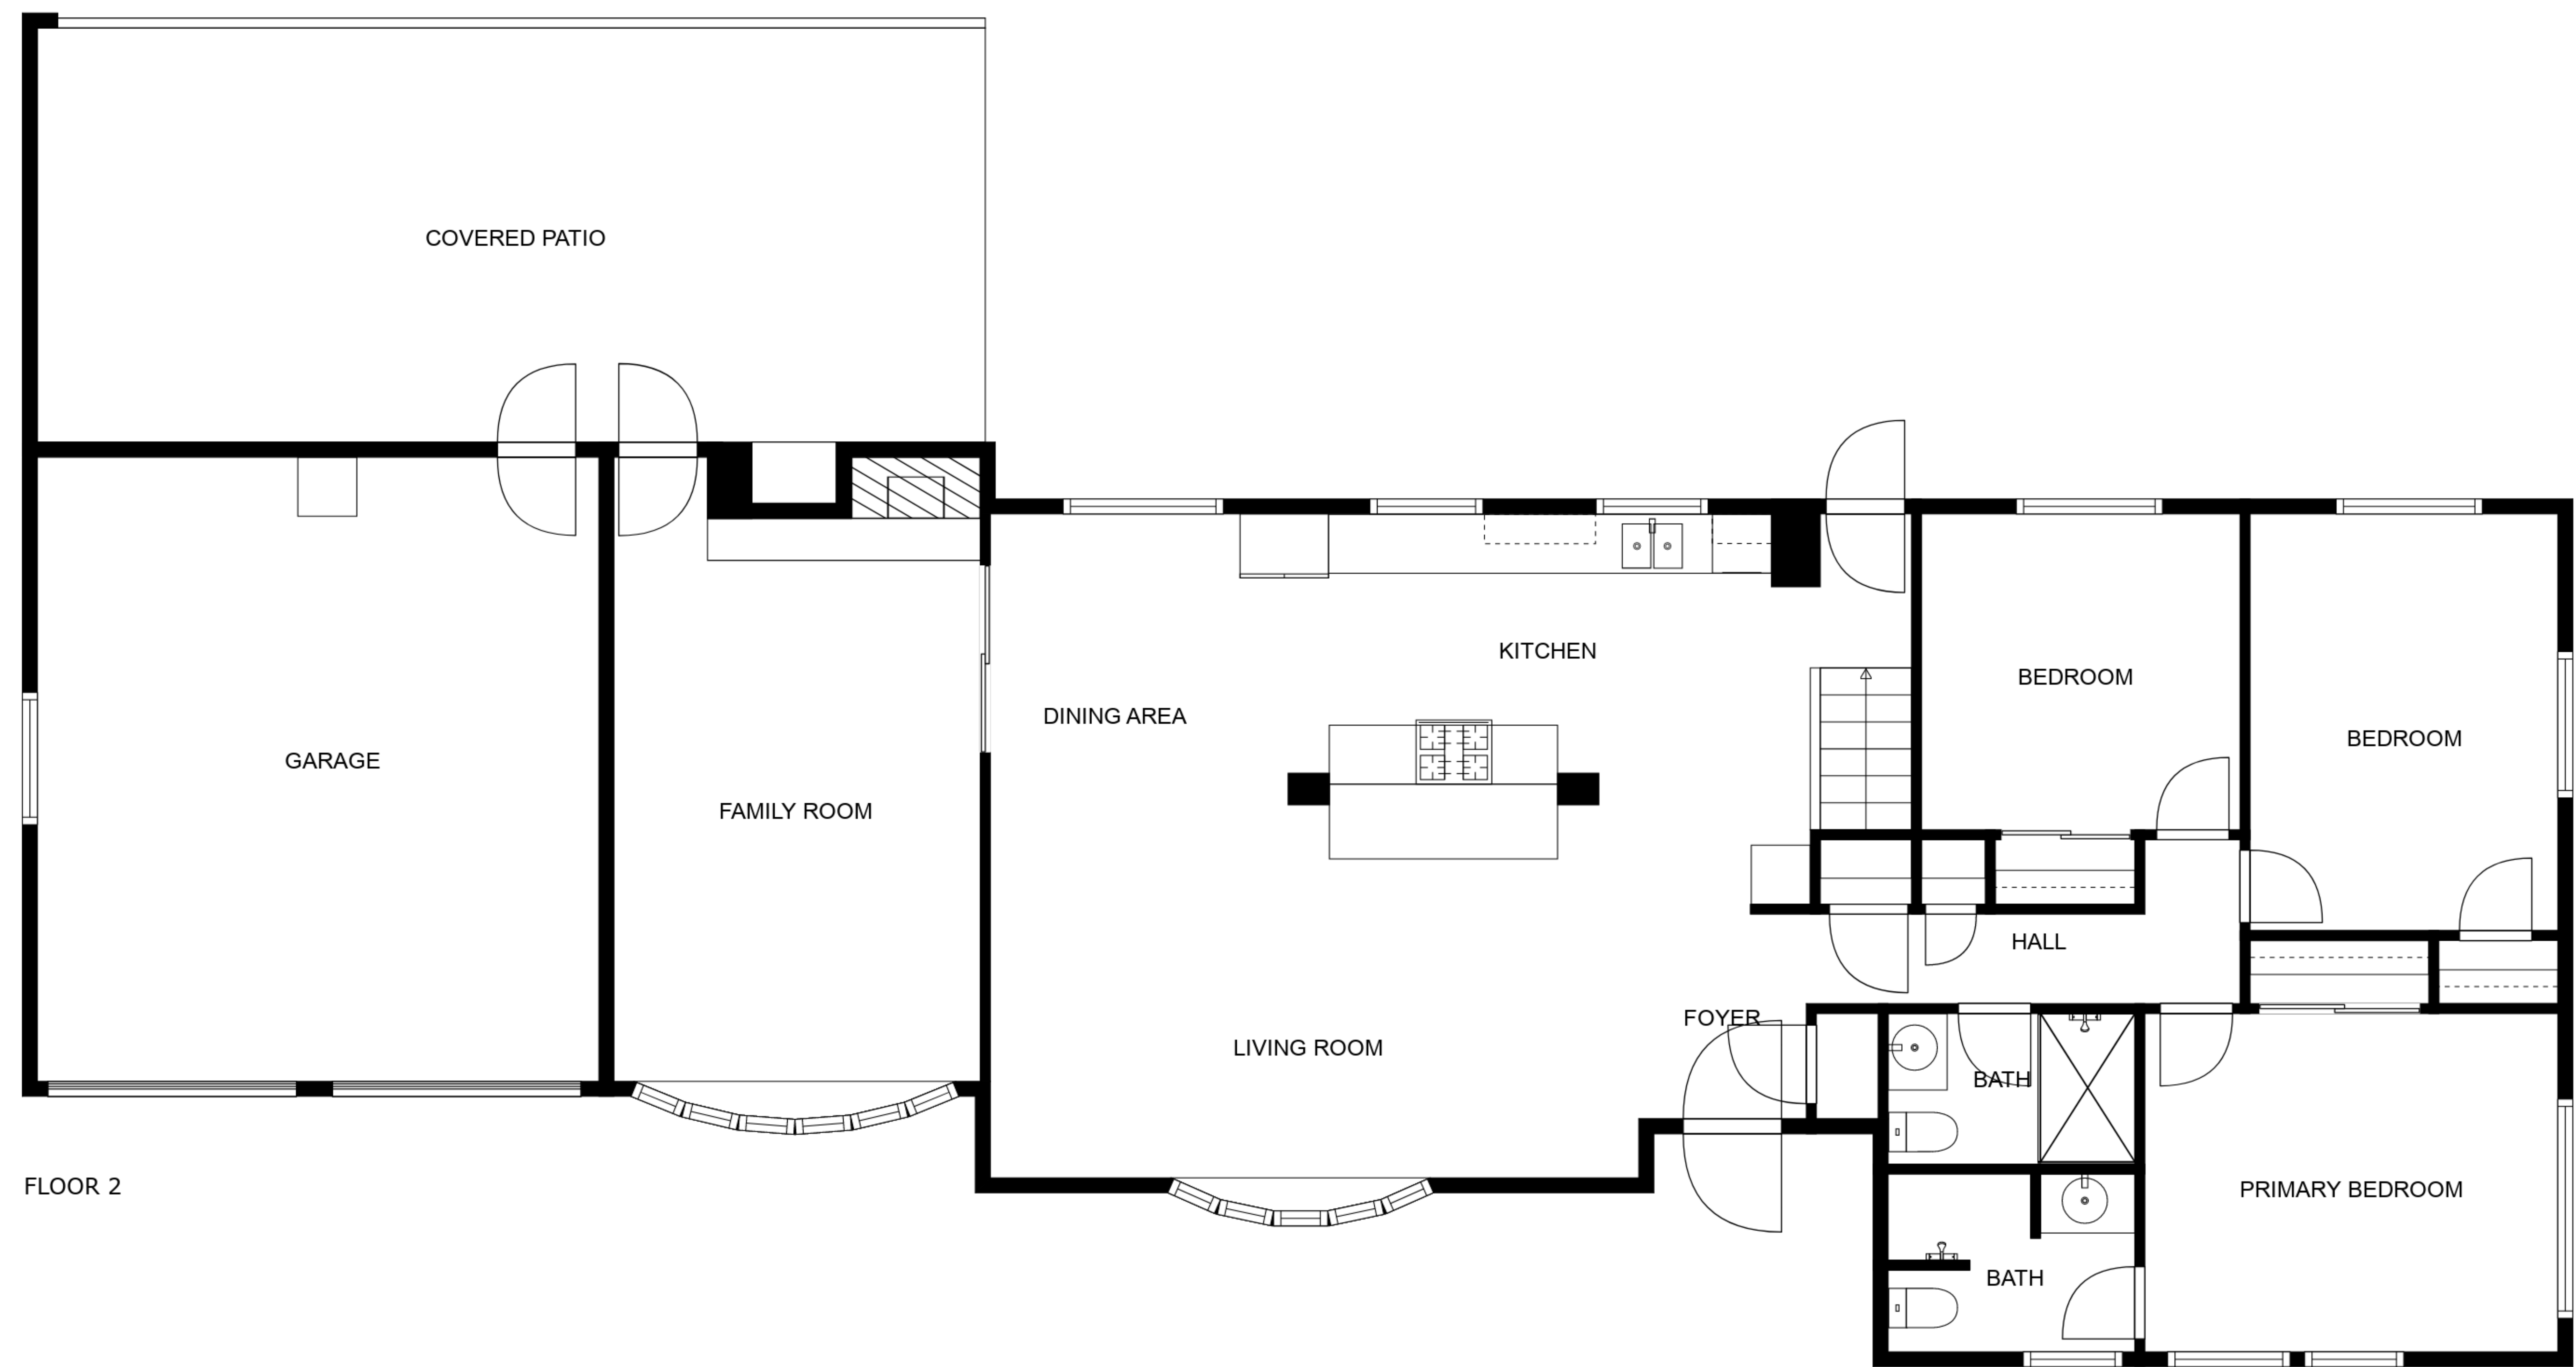 COVERED PATIO
KITCHEN
BEDROOM
DINING AREA
BEDROOM
GARAGE
FAMILY ROOM
HALL
FOYER
LIVING ROOM
BATH
FLOOR 2
PRIMARY BEDROOM
BATH